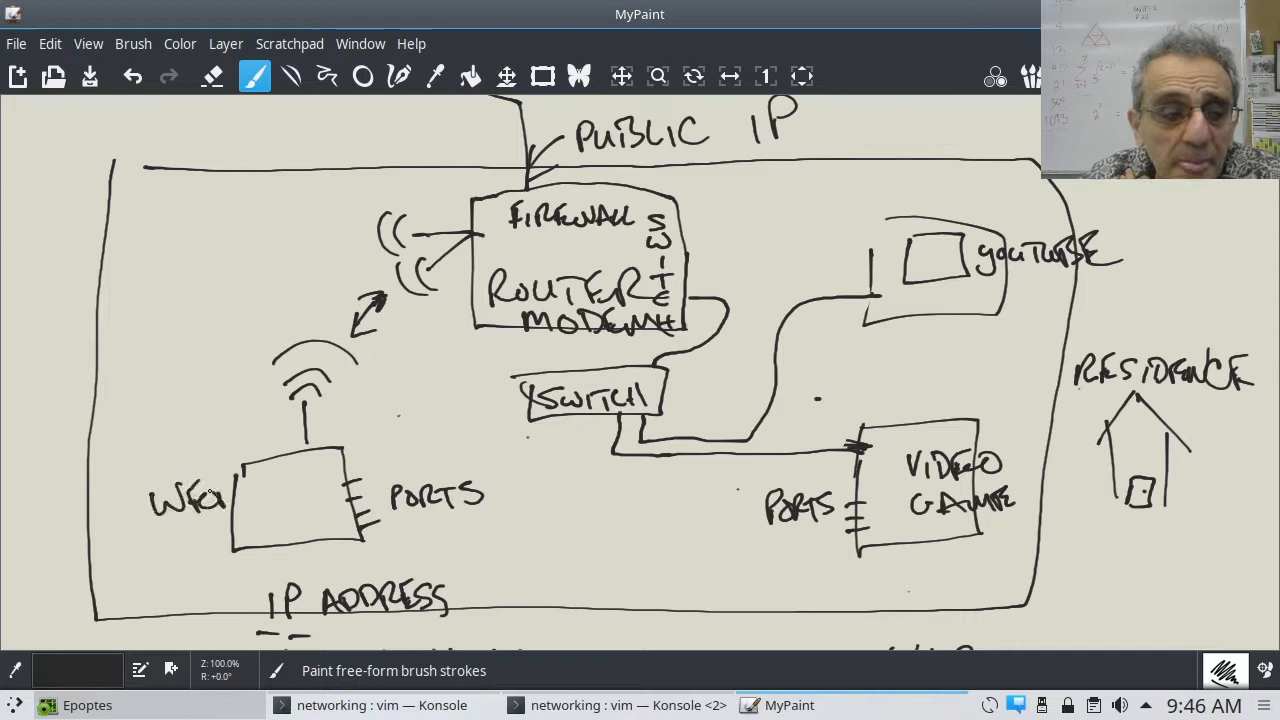 MyPaint
File Edit View Brush Color Layer Scratchpad Window Help
PUBLIC IP
FIREWALL
SWITCH
ROUTER
MODEM
YOUTUBE
SWITCH
RESIDENCE
VIDEO
GAME
PORTS
PORTS
IP ADDRESS
Z: 100.0%
R: +0.0°
Paint free-form brush strokes
Epoptes
networking : vim — Konsole
networking : vim — Konsole <2>
MyPaint
9:46 AM